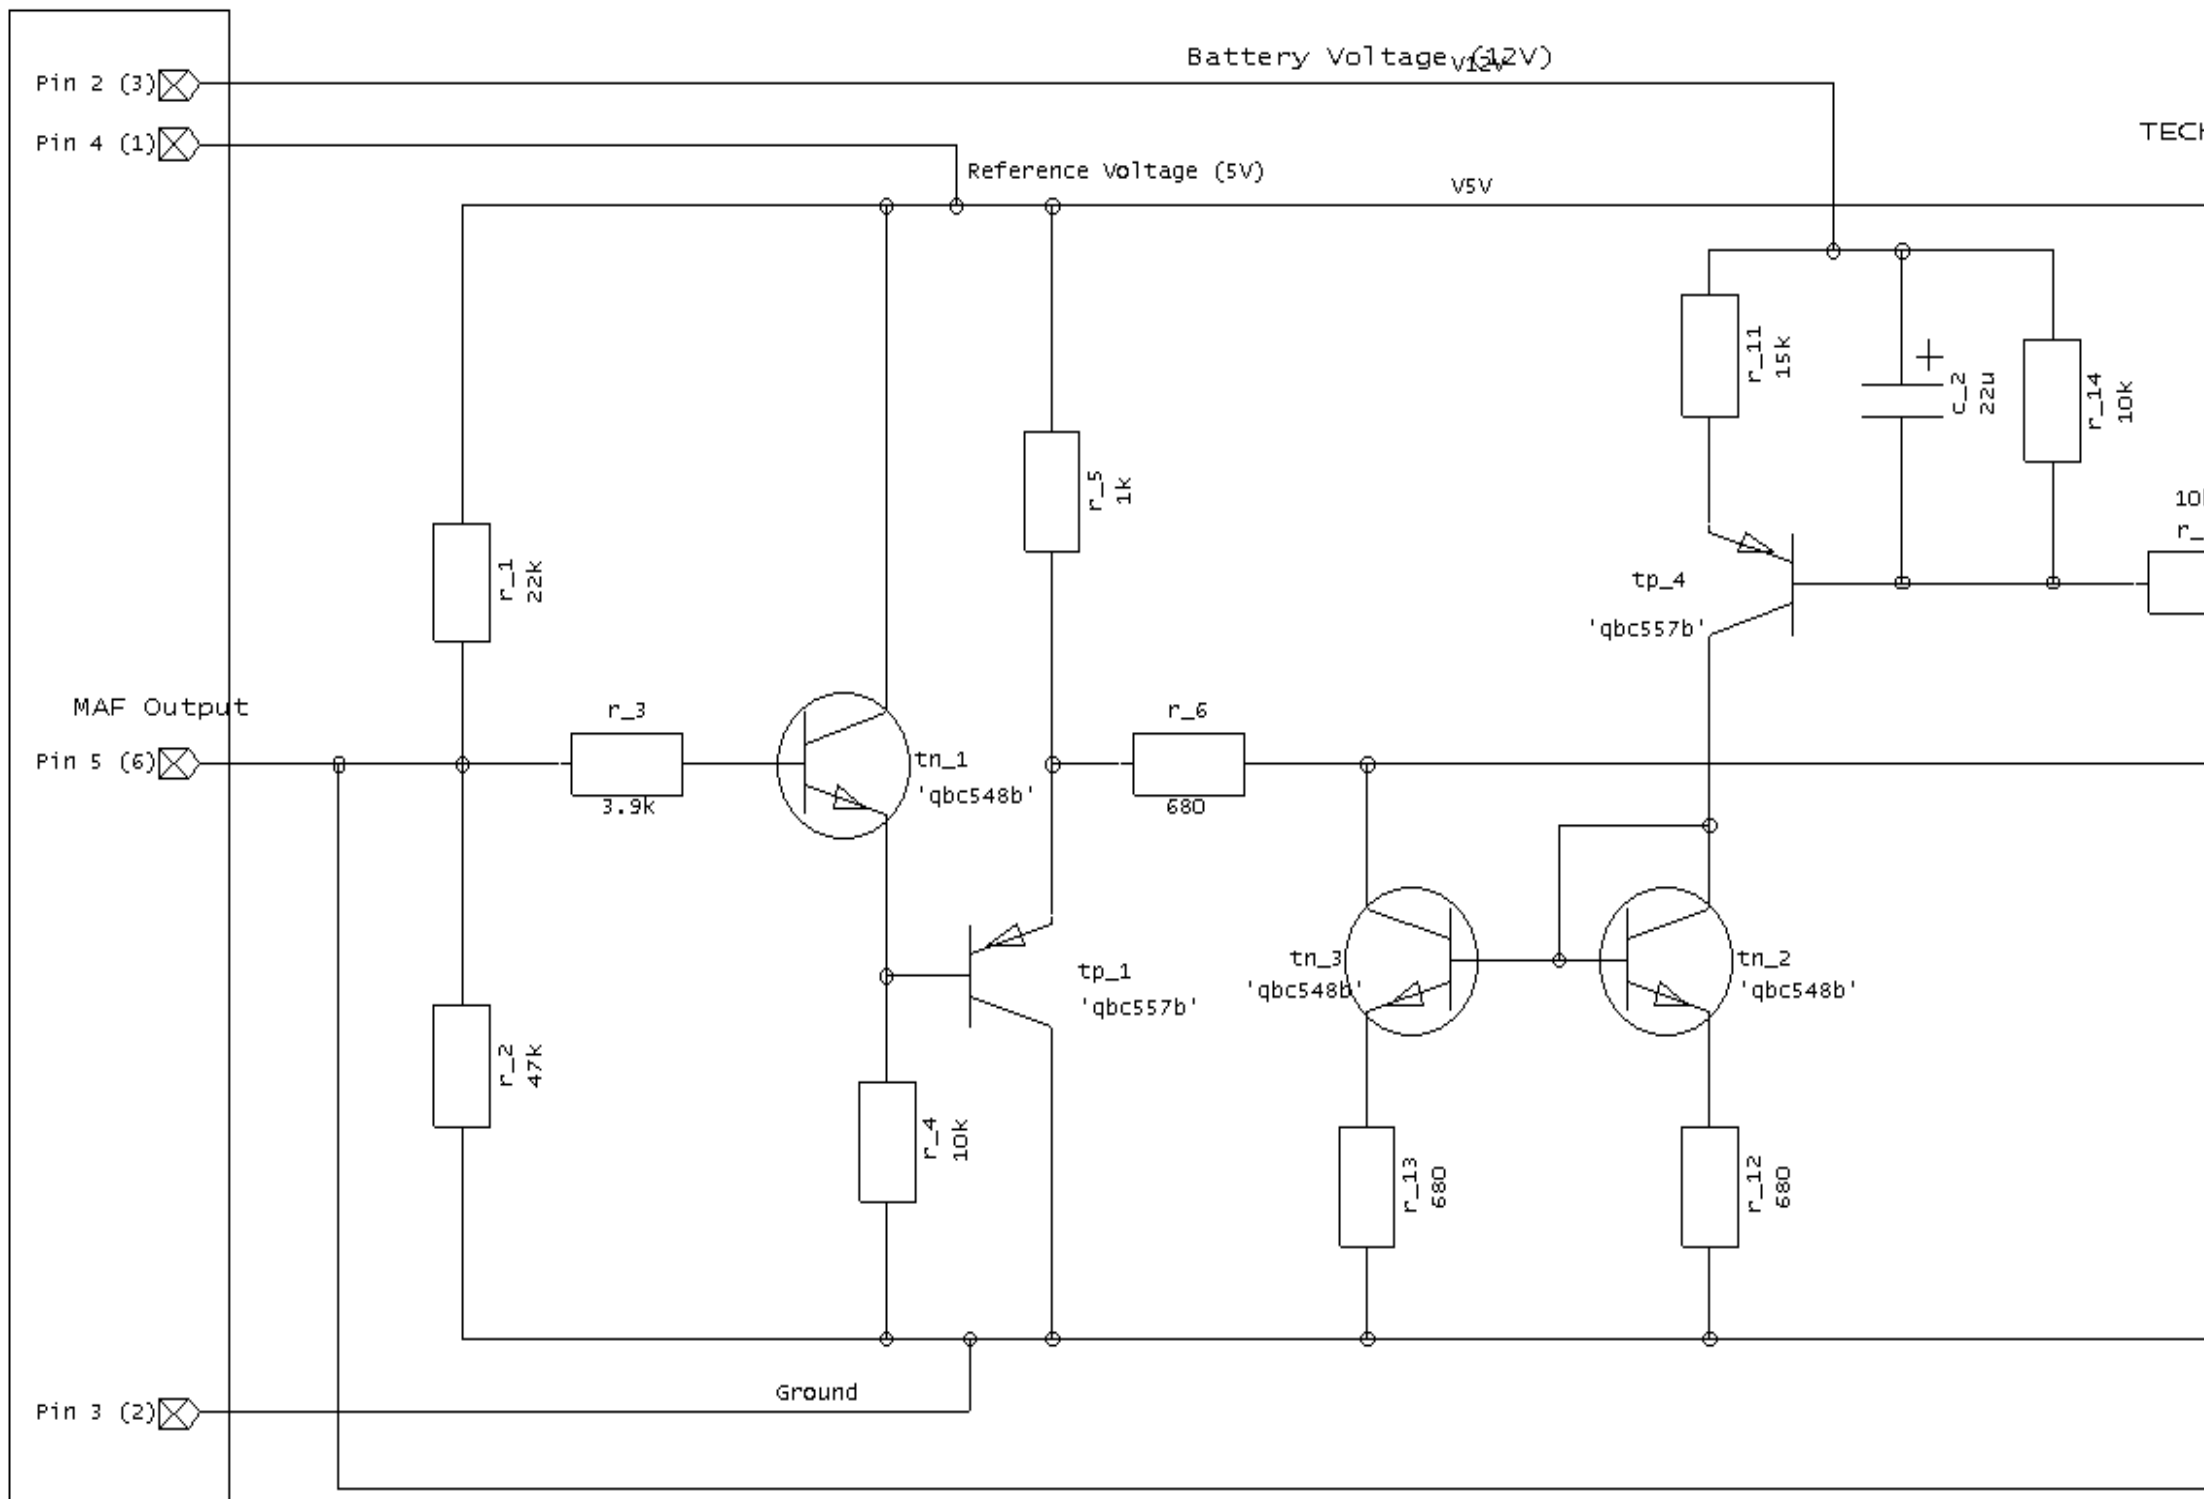 Battery Voltage (12V)
V12V
Pin 2 (3)
Pin 4 (1)
TECH
Reference Voltage (5V)
V5V
r_11
15k
c_2
22u
r_14
10k
r_5
1k
10k
r_
r_1
22k
tp_4
'qbc557b'
MAF Output
r_3
r_6
Pin 5 (6)
tn_1
'qbc548b'
3.9k
680
tn_3
'qbc548b'
tn_2
'qbc548b'
tp_1
'qbc557b'
r_2
47k
r_4
10k
r_13
680
r_12
680
Ground
Pin 3 (2)